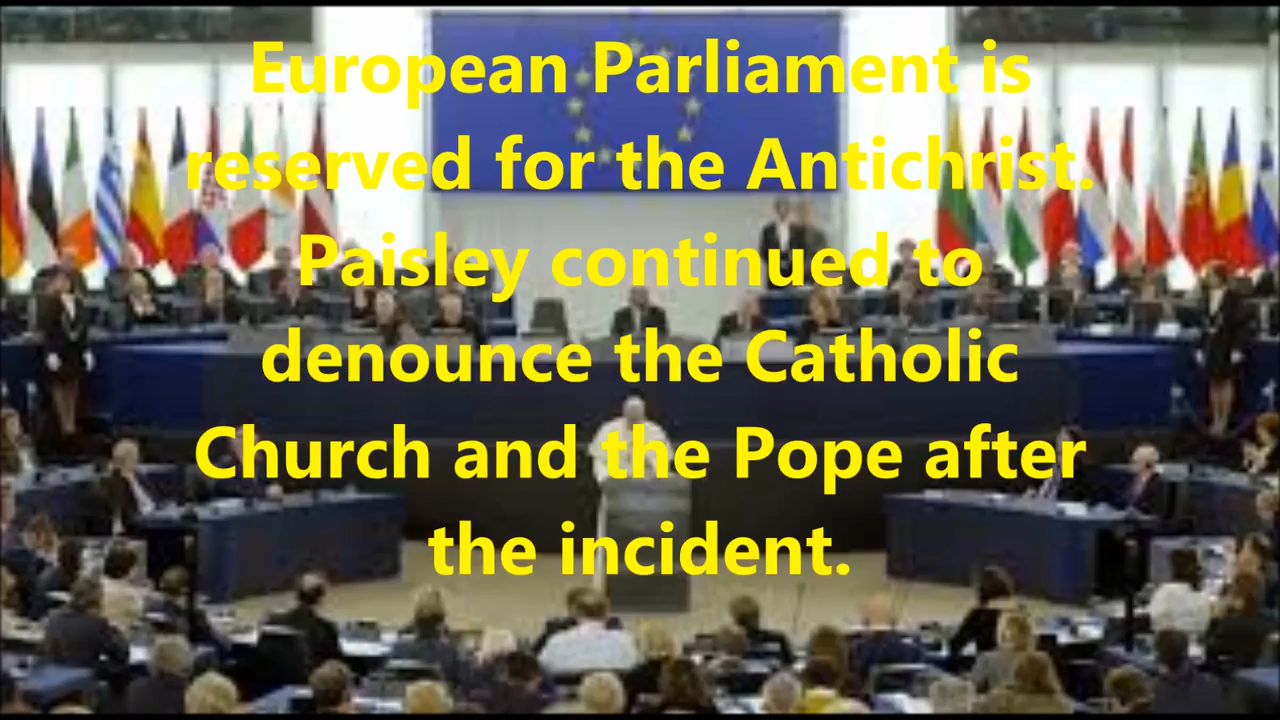 European Parliament is
reserved for the Antichrist.
Paisley continued to
denounce the Catholic
Church and the Pope after
the incident.